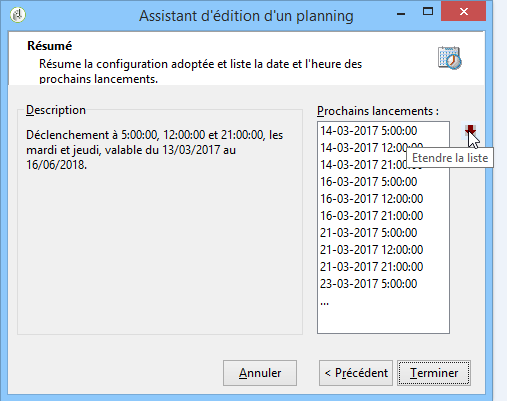 Assistant d'édition d'un planning
Résumé
Résume la configuration adoptée et liste la date et l'heure des
prochains lancements.
Description
Déclenchement à 5:00:00, 12:00:00 et 21:00:00, les
mardi et jeudi, valable du 13/03/2017 au
16/06/2018.
Prochains lancements :
14-03-2017 5:00:00
14-03-2017 12:00:00
14-03-2017 21:00:00
16-03-2017 5:00:00
16-03-2017 12:00:00
16-03-2017 21:00:00
21-03-2017 5:00:00
21-03-2017 12:00:00
21-03-2017 21:00:00
23-03-2017 5:00:00
...
Etendre la liste
Annuler
< Précédent
Terminer